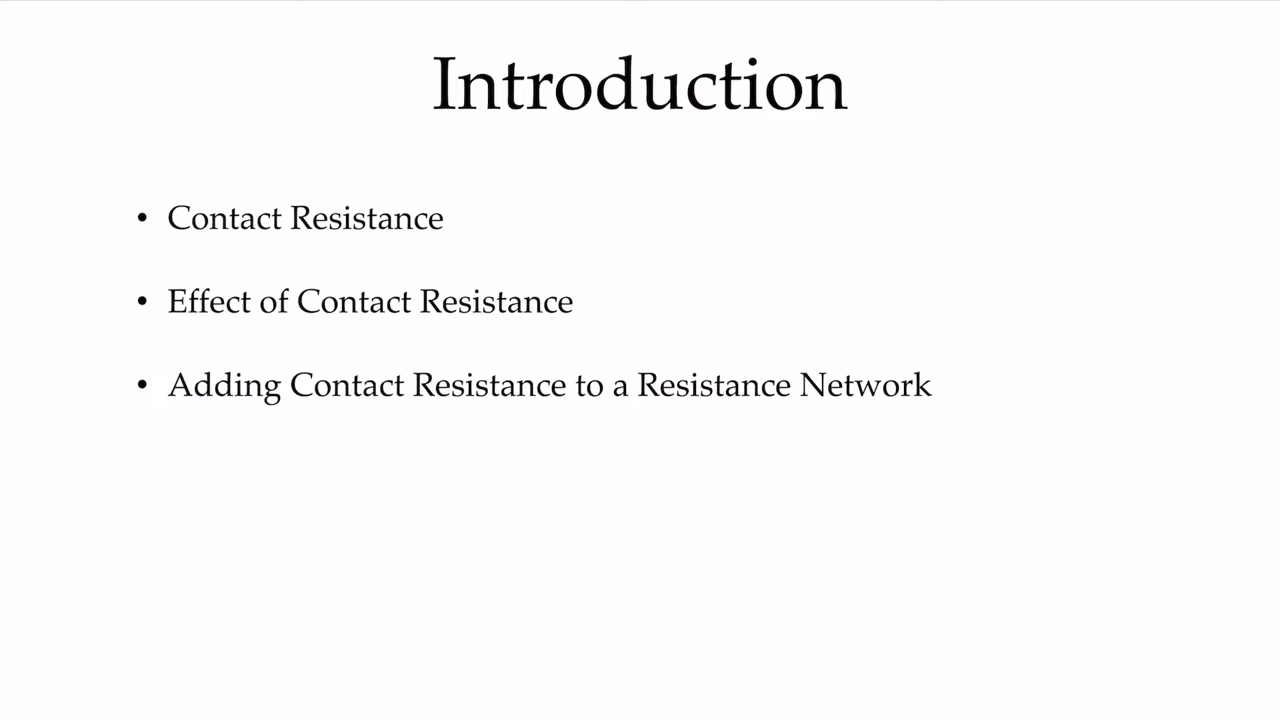 Introduction
• Contact Resistance
• Effect of Contact Resistance
• Adding Contact Resistance to a Resistance Network